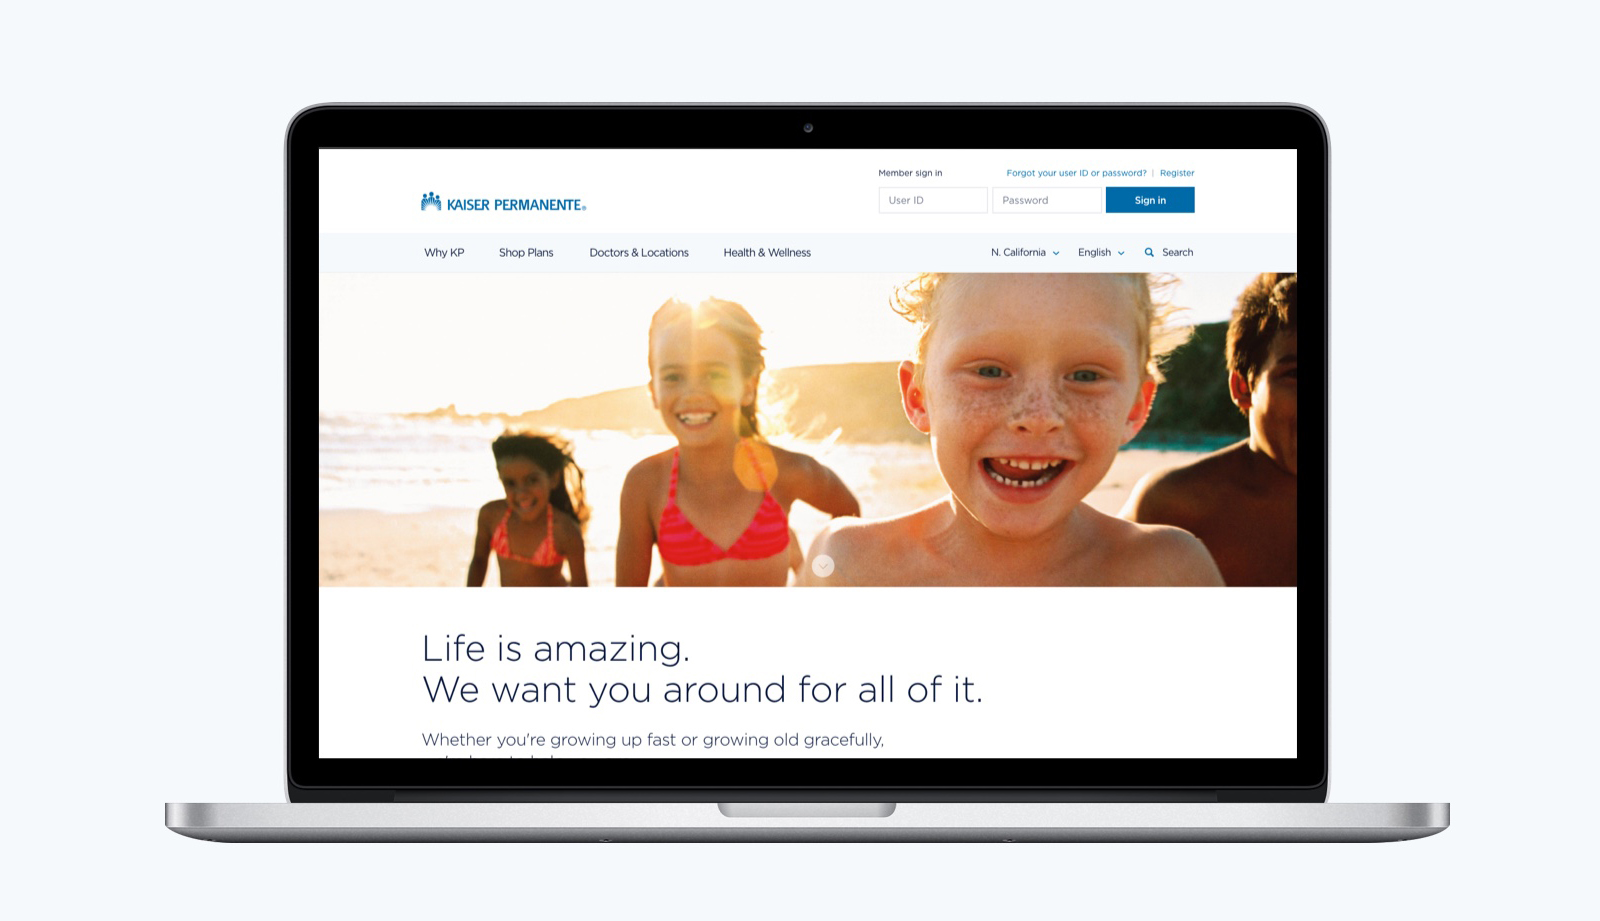 Member sign in
Forgot your user ID or password? | Register
KAISER PERMANENTE®
User ID
Password
Sign in
Why KP
Shop Plans
Doctors & Locations
Health & Wellness
N. California
English
Search
Life is amazing.
We want you around for all of it.
Whether you're growing up fast or growing old gracefully,